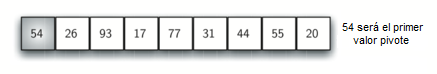 54 26 93 17 77 31 44 55 20
54 será el primer
valor pivote